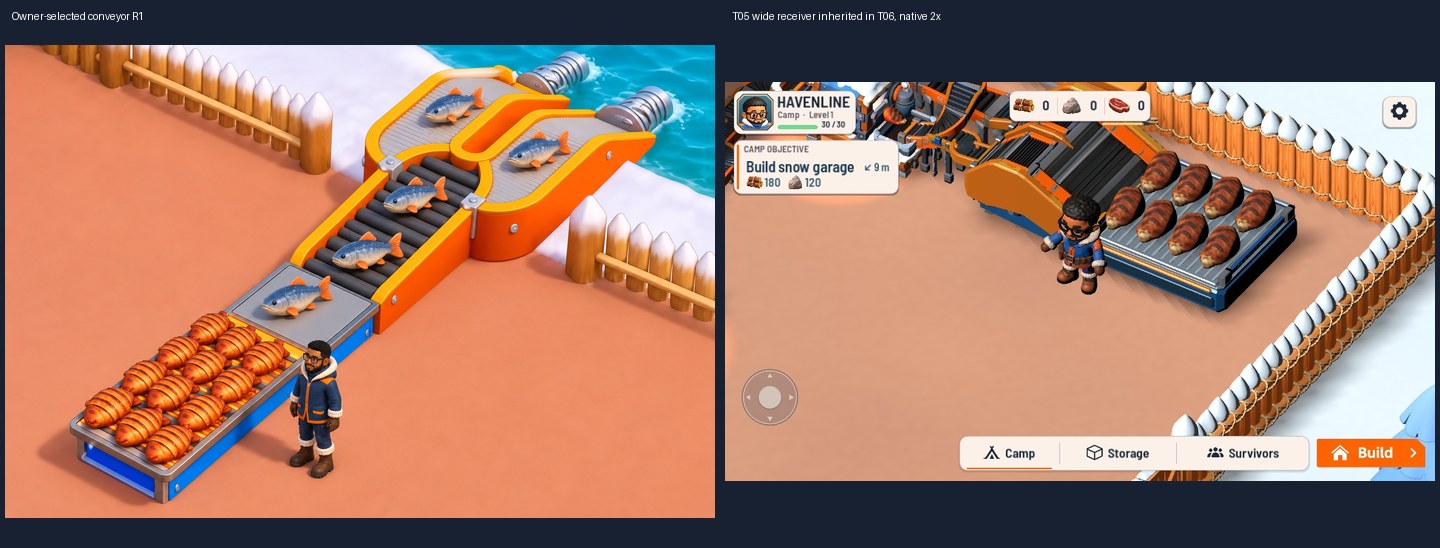 Owner-selected conveyor R1
T05 wide receiver inherited in T06, native 2x
HAVENLINE
Camp · Level 1
30 / 30
0
0
0
CAMP OBJECTIVE
Build snow garage
9 m
180
120
Camp
Storage
Survivors
Build